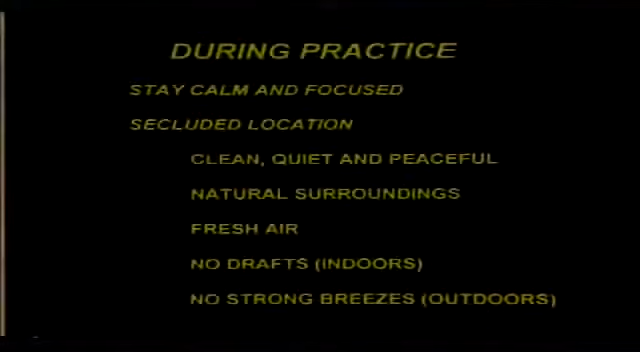 DURING PRACTICE
STAY CALM AND FOCUSED
SECLUDED LOCATION
CLEAN, QUIET AND PEACEFUL
NATURAL SURROUNDINGS
FRESH AIR
NO DRAFTS (INDOORS)
NO STRONG BREEZES (OUTDOORS)